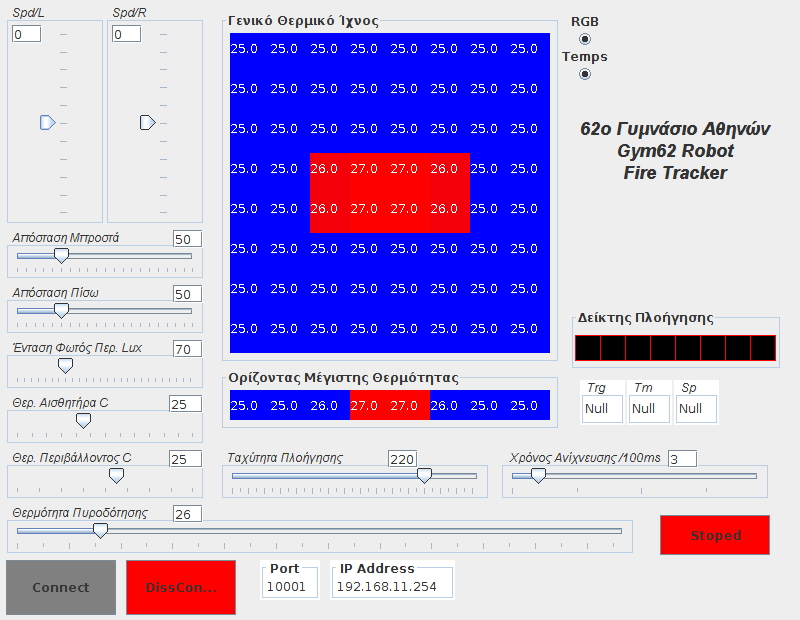 Spd/L
Spd/R
0
0
Γενικό Θερμικό Ίχνος
25.0 25.0 25.0 25.0 25.0 25.0 25.0 25.0
25.0 25.0 25.0 25.0 25.0 25.0 25.0 25.0
25.0 25.0 25.0 25.0 25.0 25.0 25.0 25.0
25.0 25.0 26.0 27.0 27.0 26.0 25.0 25.0
25.0 25.0 26.0 27.0 27.0 26.0 25.0 25.0
25.0 25.0 25.0 25.0 25.0 25.0 25.0 25.0
25.0 25.0 25.0 25.0 25.0 25.0 25.0 25.0
25.0 25.0 25.0 25.0 25.0 25.0 25.0 25.0
RGB
Temps
62ο Γυμνάσιο Αθηνών
Gym62 Robot
Fire Tracker
Απόσταση Μπροστά 50
Απόσταση Πίσω 50
Ένταση Φωτός Περ. Lux 70
Θερ. Αισθητήρα C 25
Θερ. Περιβάλλοντος C 25
Ορίζοντας Μέγιστης Θερμότητας
25.0 25.0 26.0 27.0 27.0 26.0 25.0 25.0
Δείκτης Πλοήγησης
Trg Tm Sp
Null Null Null
Ταχύτητα Πλοήγησης 220
Χρόνος Ανίχνευσης /100ms 3
Θερμότητα Πυροδότησης 26
Stoped
Connect
DissCon...
Port
10001
IP Address
192.168.11.254